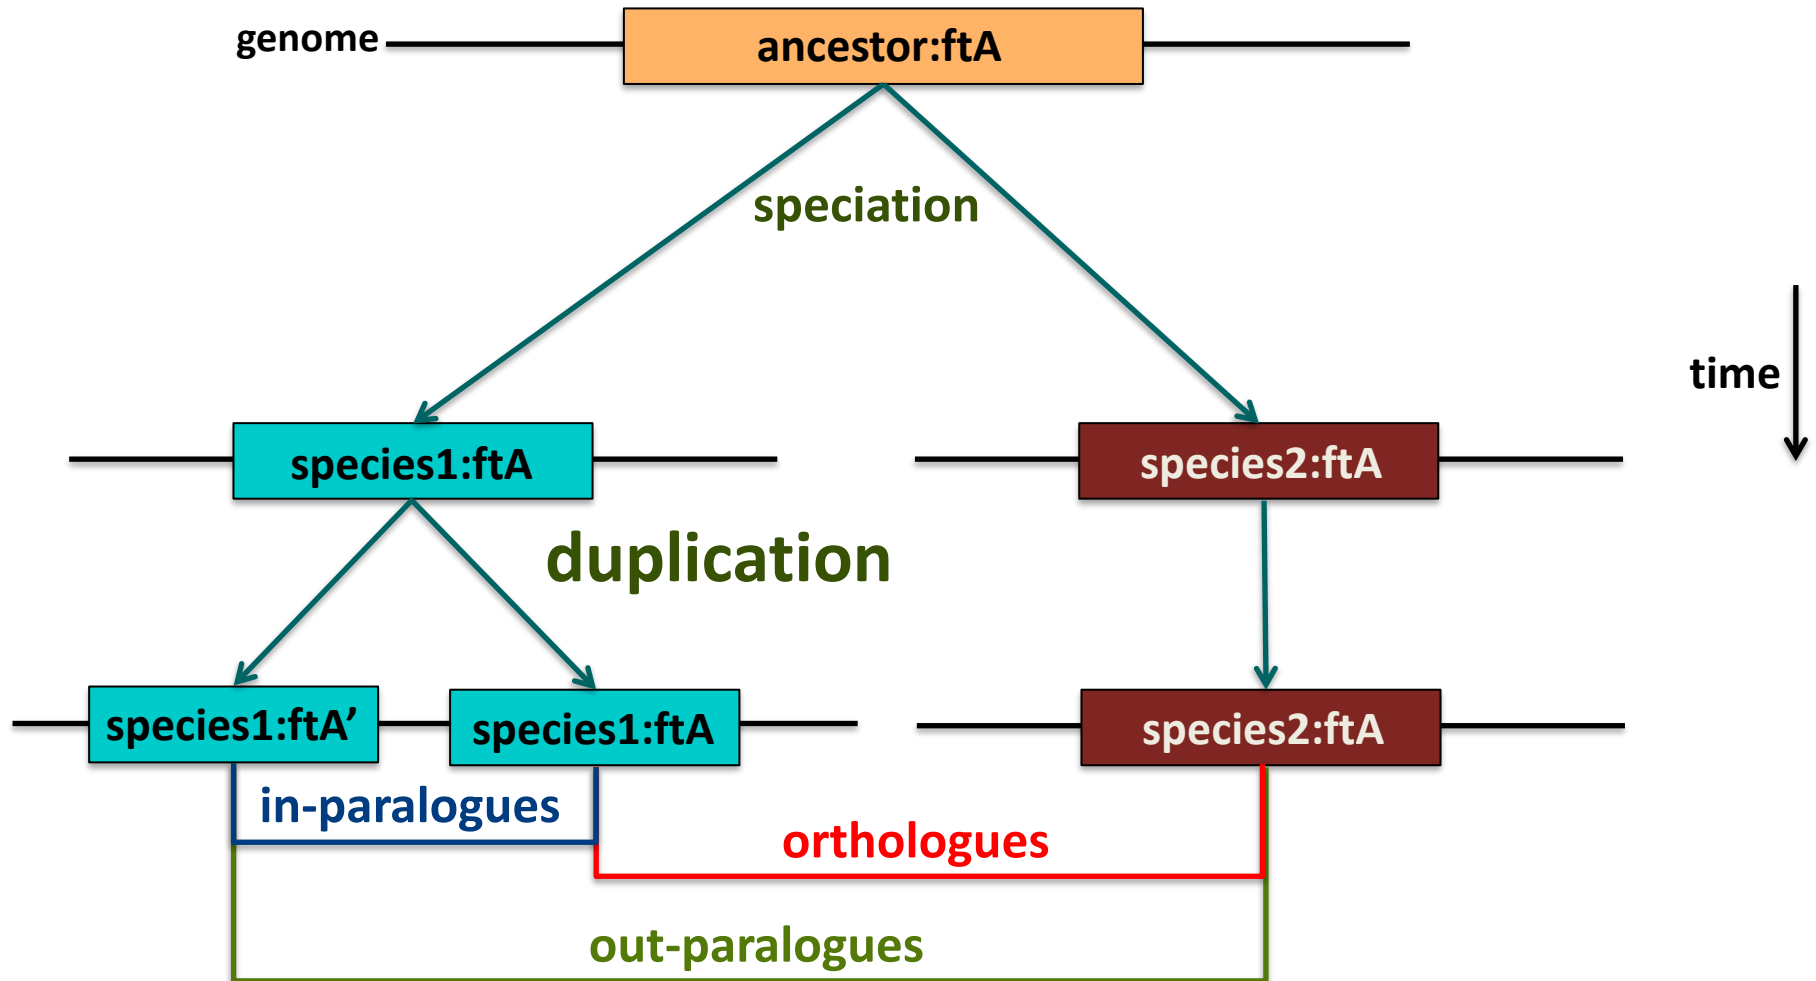 genome
ancestor:ftA
speciation
time
species1:ftA
species2:ftA
duplication
species1:ftA’
species1:ftA
species2:ftA
in-paralogues
orthologues
out-paralogues